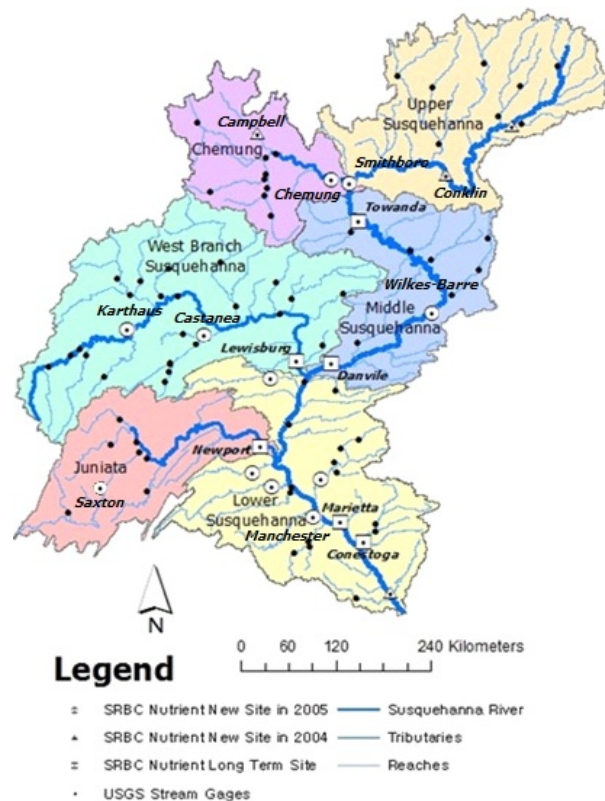 Campbell
Chemung
Upper
Susquehanna
Smithboro
Chemung
Conklin
Towanda
West Branch
Susquehanna
Wilkes-Barre
Karthaus
Castanea
Middle
Susquehanna
Lewisburg
Danvile
Newport
Juniata
Saxton
Lower
Susquehanna
Marietta
Manchester
Conestoga
N
0 60 120 240 Kilometers
Legend
SRBC Nutrient New Site in 2005 Susquehanna River
SRBC Nutrient New Site in 2004 Tributaries
SRBC Nutrient Long Term Site Reaches
USGS Stream Gages